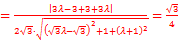 = |3λ−3+3+3λ| / (2√3·√((√3λ−√3)²+1+(λ+1)²)) = √3/4